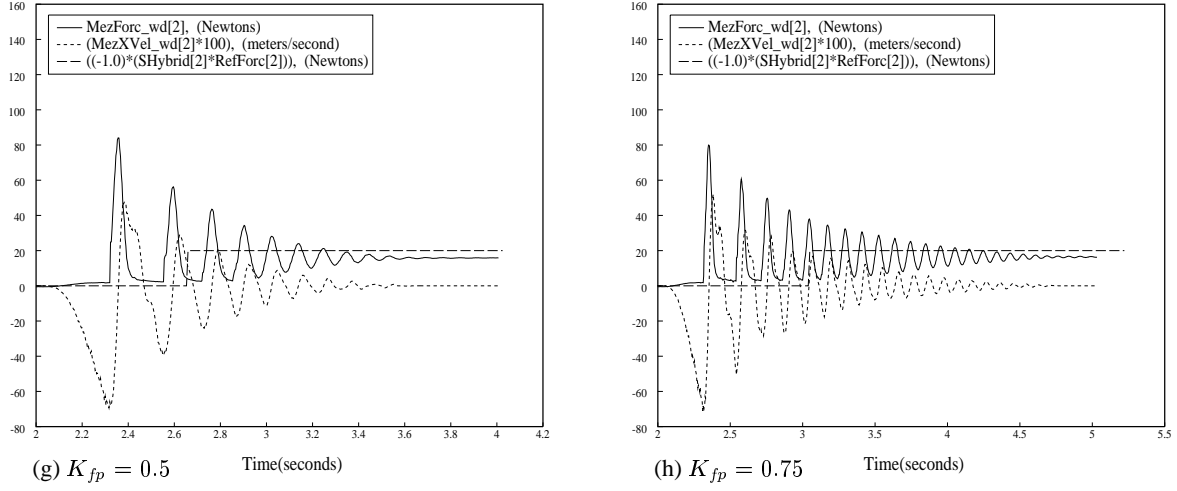 160
140
120
100
80
60
40
20
0
-20
-40
-60
-80
2 2.2 2.4 2.6 2.8 3 3.2 3.4 3.6 3.8 4 4.2
MezForc_wd[2], (Newtons)
(MezXVel_wd[2]*100), (meters/second)
((-1.0)*(SHybrid[2]*RefForc[2])), (Newtons)
Time(seconds)
(g) K_{fp} = 0.5
160
140
120
100
80
60
40
20
0
-20
-40
-60
-80
2 2.5 3 3.5 4 4.5 5 5.5
MezForc_wd[2], (Newtons)
(MezXVel_wd[2]*100), (meters/second)
((-1.0)*(SHybrid[2]*RefForc[2])), (Newtons)
Time(seconds)
(h) K_{fp} = 0.75